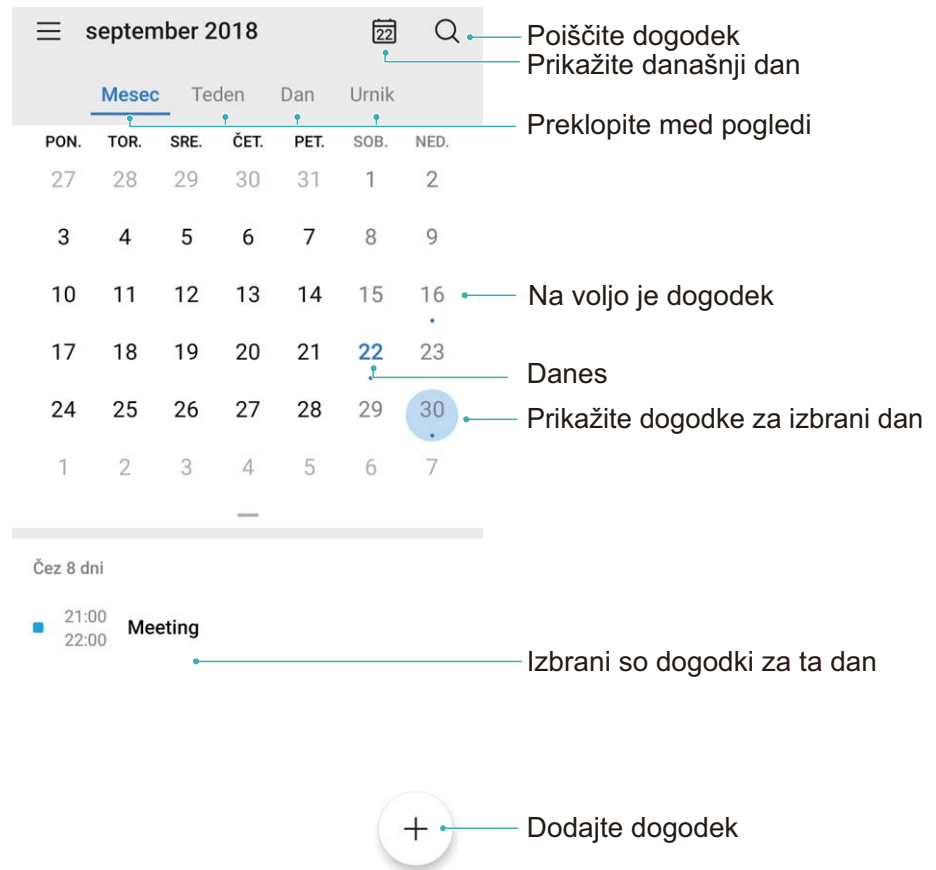 september 2018 22
Poiščite dogodek
Prikažite današnji dan
Mesec Teden Dan Urnik
Preklopite med pogledi
PON. TOR. SRE. ČET. PET. SOB. NED.
27 28 29 30 31 1 2
3 4 5 6 7 8 9
10 11 12 13 14 15 16
Na voljo je dogodek
17 18 19 20 21 22 23
Danes
24 25 26 27 28 29 30
Prikažite dogodke za izbrani dan
1 2 3 4 5 6 7
Čez 8 dni
21:00
Meeting
22:00
Izbrani so dogodki za ta dan
Dodajte dogodek